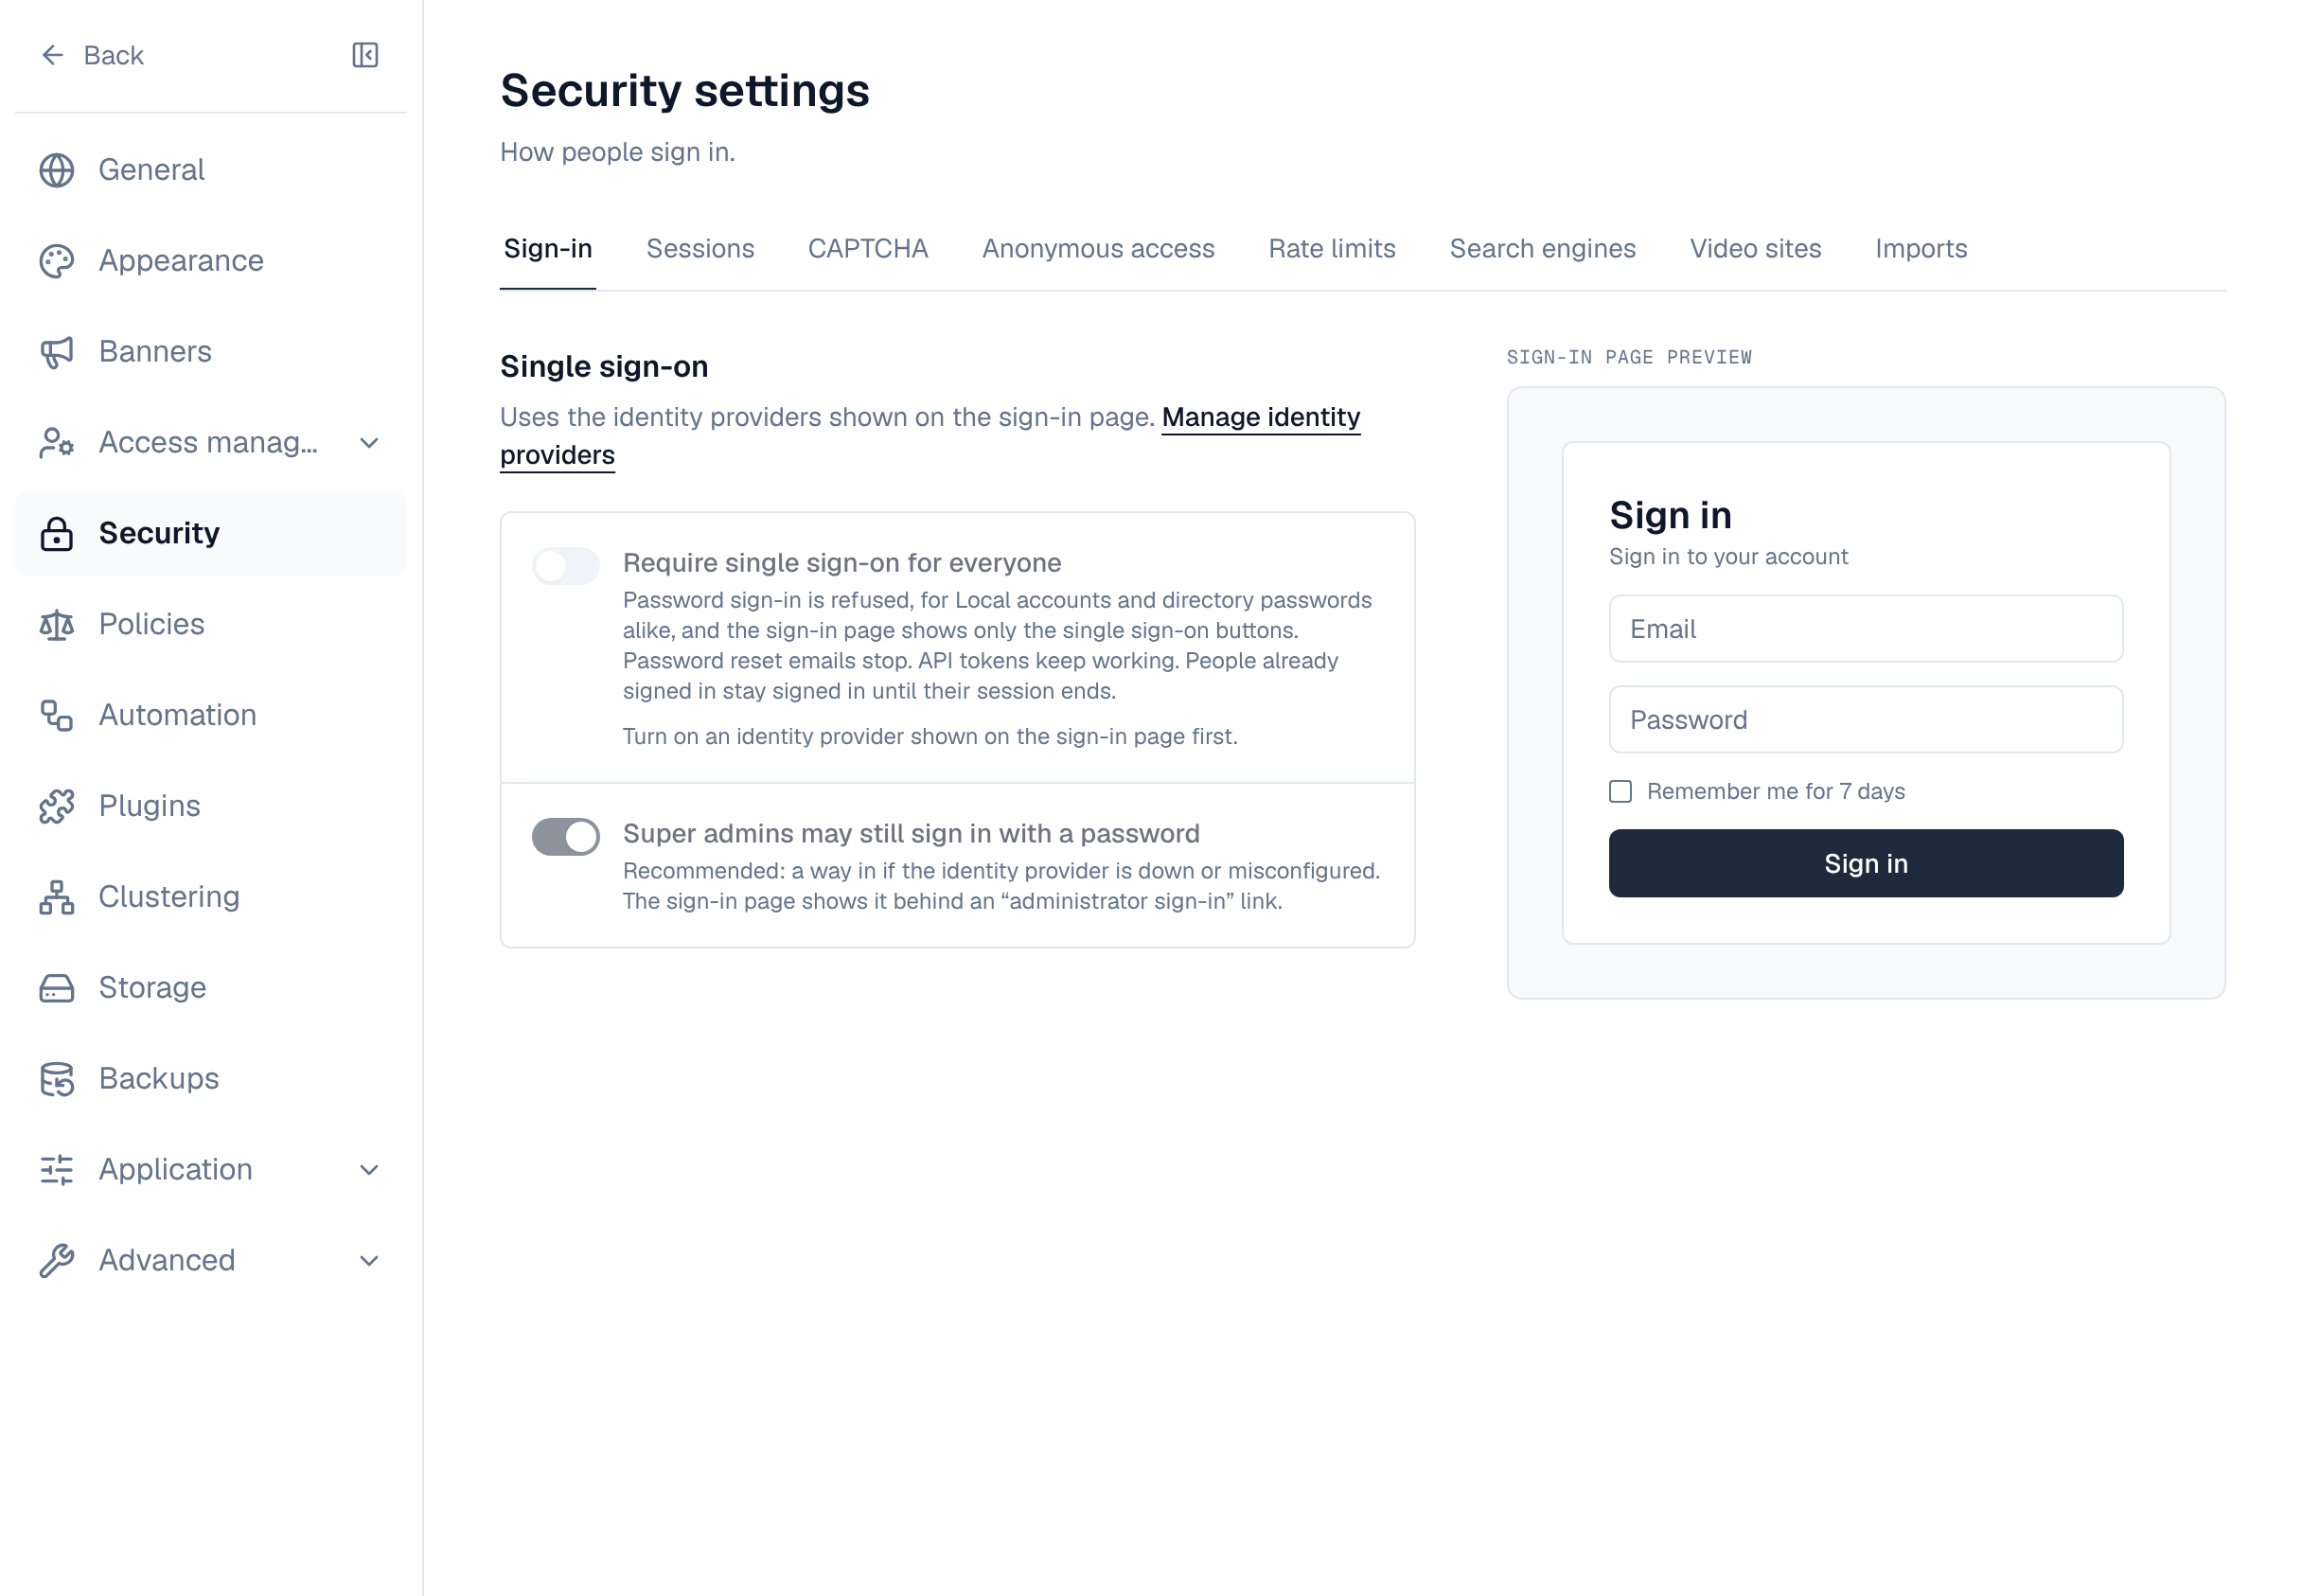 Back
General
Appearance
Banners
Access manag...
Security
Policies
Automation
Plugins
Clustering
Storage
Backups
Application
Advanced
Security settings
How people sign in.
Sign-in
Sessions
CAPTCHA
Anonymous access
Rate limits
Search engines
Video sites
Imports
Single sign-on
Uses the identity providers shown on the sign-in page. Manage identity
providers
Require single sign-on for everyone
Password sign-in is refused, for Local accounts and directory passwords
alike, and the sign-in page shows only the single sign-on buttons.
Password reset emails stop. API tokens keep working. People already
signed in stay signed in until their session ends.
Turn on an identity provider shown on the sign-in page first.
Super admins may still sign in with a password
Recommended: a way in if the identity provider is down or misconfigured.
The sign-in page shows it behind an “administrator sign-in” link.
SIGN-IN PAGE PREVIEW
Sign in
Sign in to your account
Email
Password
Remember me for 7 days
Sign in